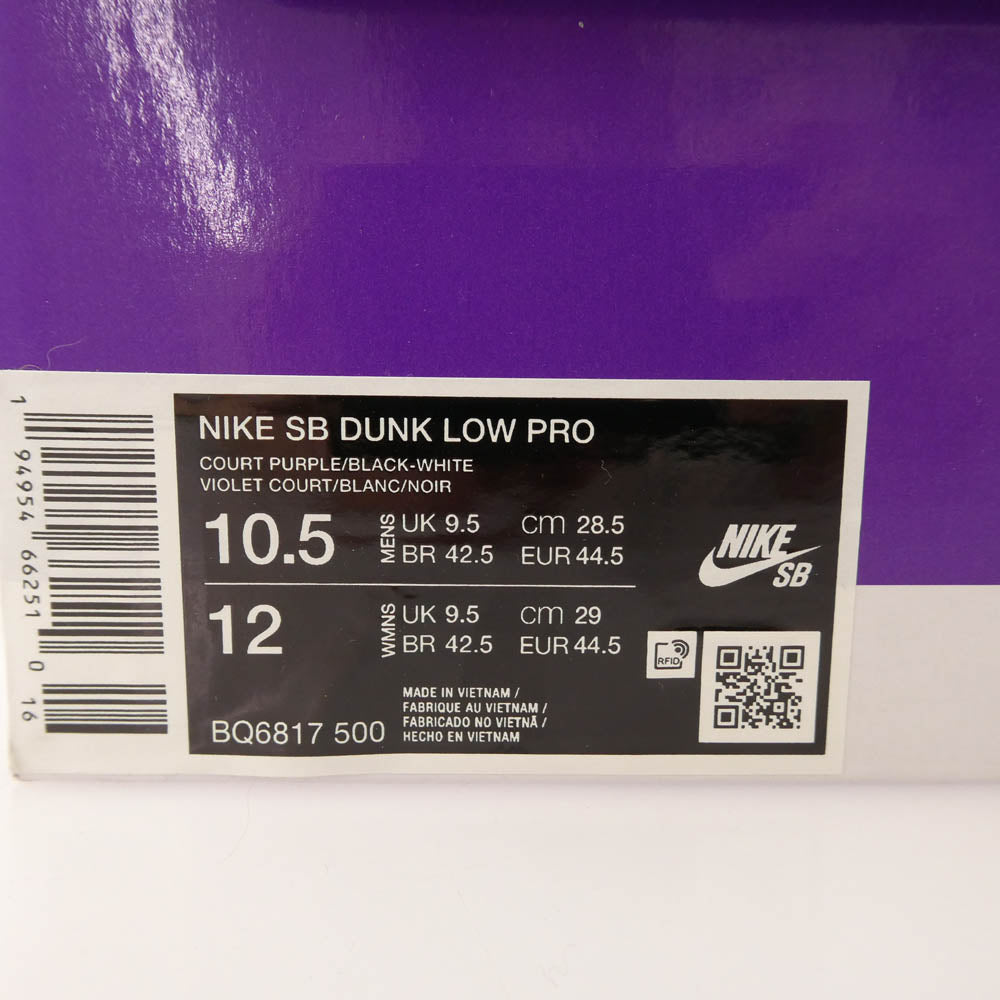 1 94954 66251 0 16
NIKE SB DUNK LOW PRO
COURT PURPLE/BLACK-WHITE
VIOLET COURT/BLANC/NOIR
10.5 MENS UK 9.5 cm 28.5
BR 42.5 EUR 44.5
12 WMNS UK 9.5 cm 29
BR 42.5 EUR 44.5
BQ6817 500
MADE IN VIETNAM /
FABRIQUE AU VIETNAM /
FABRICADO NO VIETNÃ /
HECHO EN VIETNAM
NIKE
SB
RFID